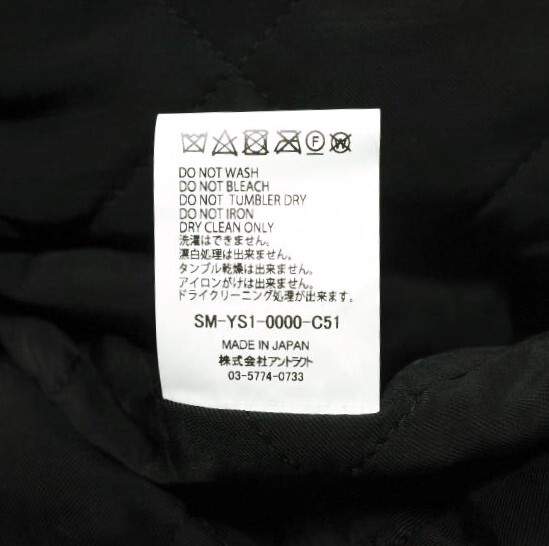 F W
DO NOT WASH
DO NOT BLEACH
DO NOT TUMBLER DRY
DO NOT IRON
DRY CLEAN ONLY
洗濯はできません。
漂白処理は出来ません。
タンブル乾燥は出来ません。
アイロンがけは出来ません。
ドライクリーニング処理が出来ます。
SM-YS1-0000-C51
MADE IN JAPAN
株式会社アントラクト
03-5774-0733